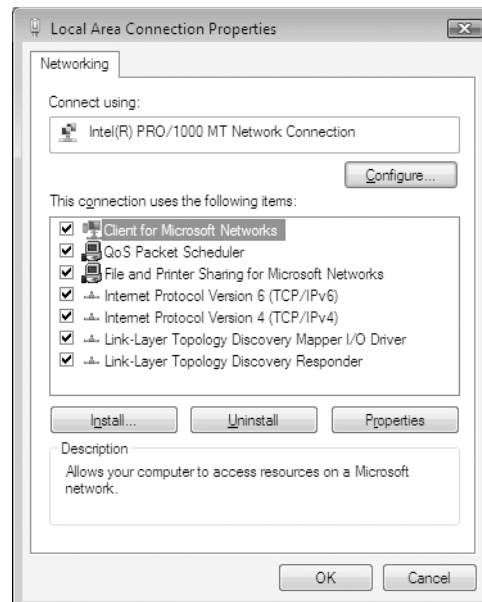 Local Area Connection Properties
Networking
Connect using:
Intel(R) PRO/1000 MT Network Connection
Configure...
This connection uses the following items:
Client for Microsoft Networks
QoS Packet Scheduler
File and Printer Sharing for Microsoft Networks
Internet Protocol Version 6 (TCP/IPv6)
Internet Protocol Version 4 (TCP/IPv4)
Link-Layer Topology Discovery Mapper I/O Driver
Link-Layer Topology Discovery Responder
Install... Uninstall Properties
Description
Allows your computer to access resources on a Microsoft
network.
OK Cancel